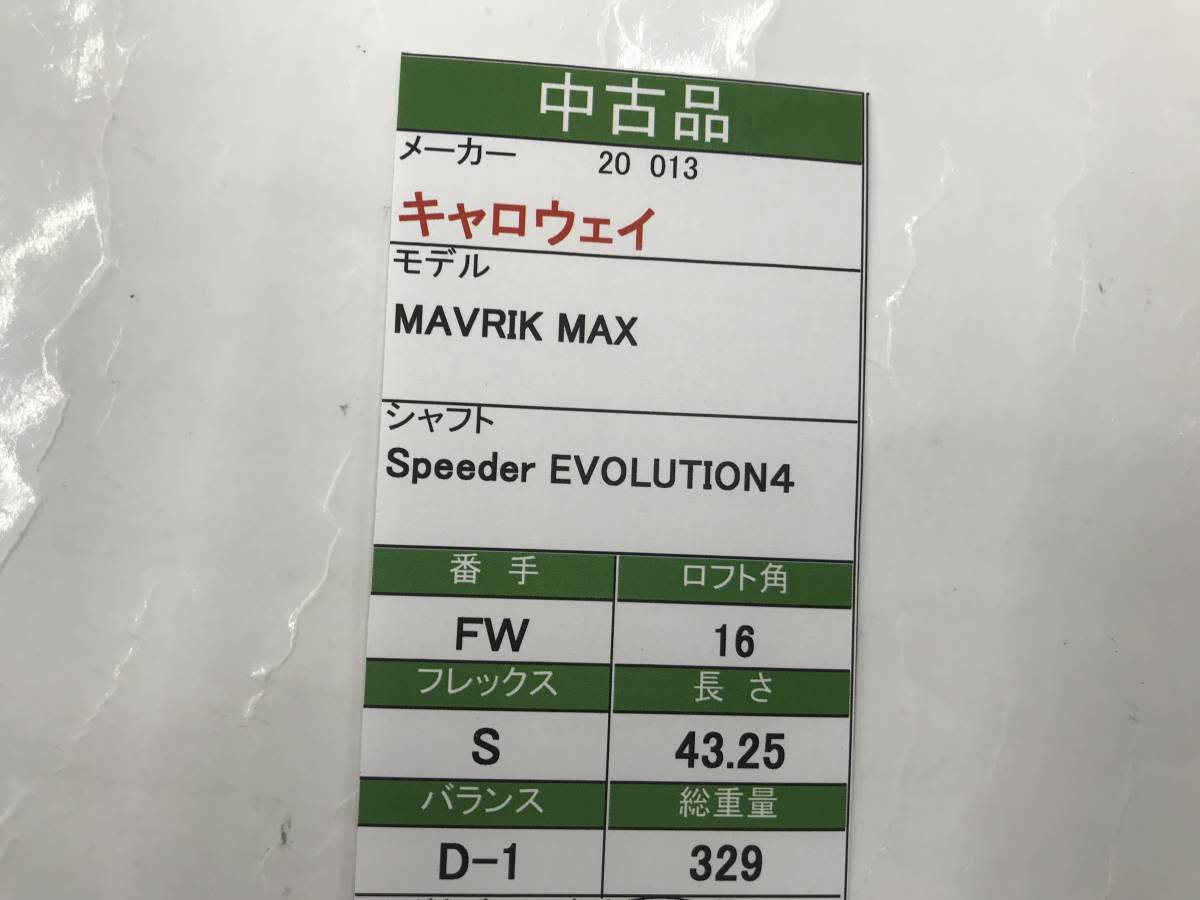 中古品
メーカー 20 013
キャロウェイ
モデル
MAVRIK MAX
シャフト
Speeder EVOLUTION4
番 手 ロフト角
FW 16
フレックス 長 さ
S 43.25
バランス 総重量
D-1 329